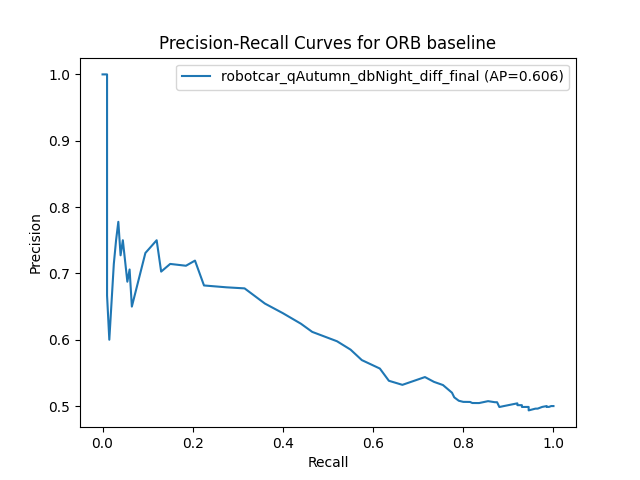 Precision-Recall Curves for ORB baseline
robotcar_qAutumn_dbNight_diff_final (AP=0.606)
1.0
0.9
0.8
0.7
0.6
0.5
Precision
0.0 0.2 0.4 0.6 0.8 1.0
Recall